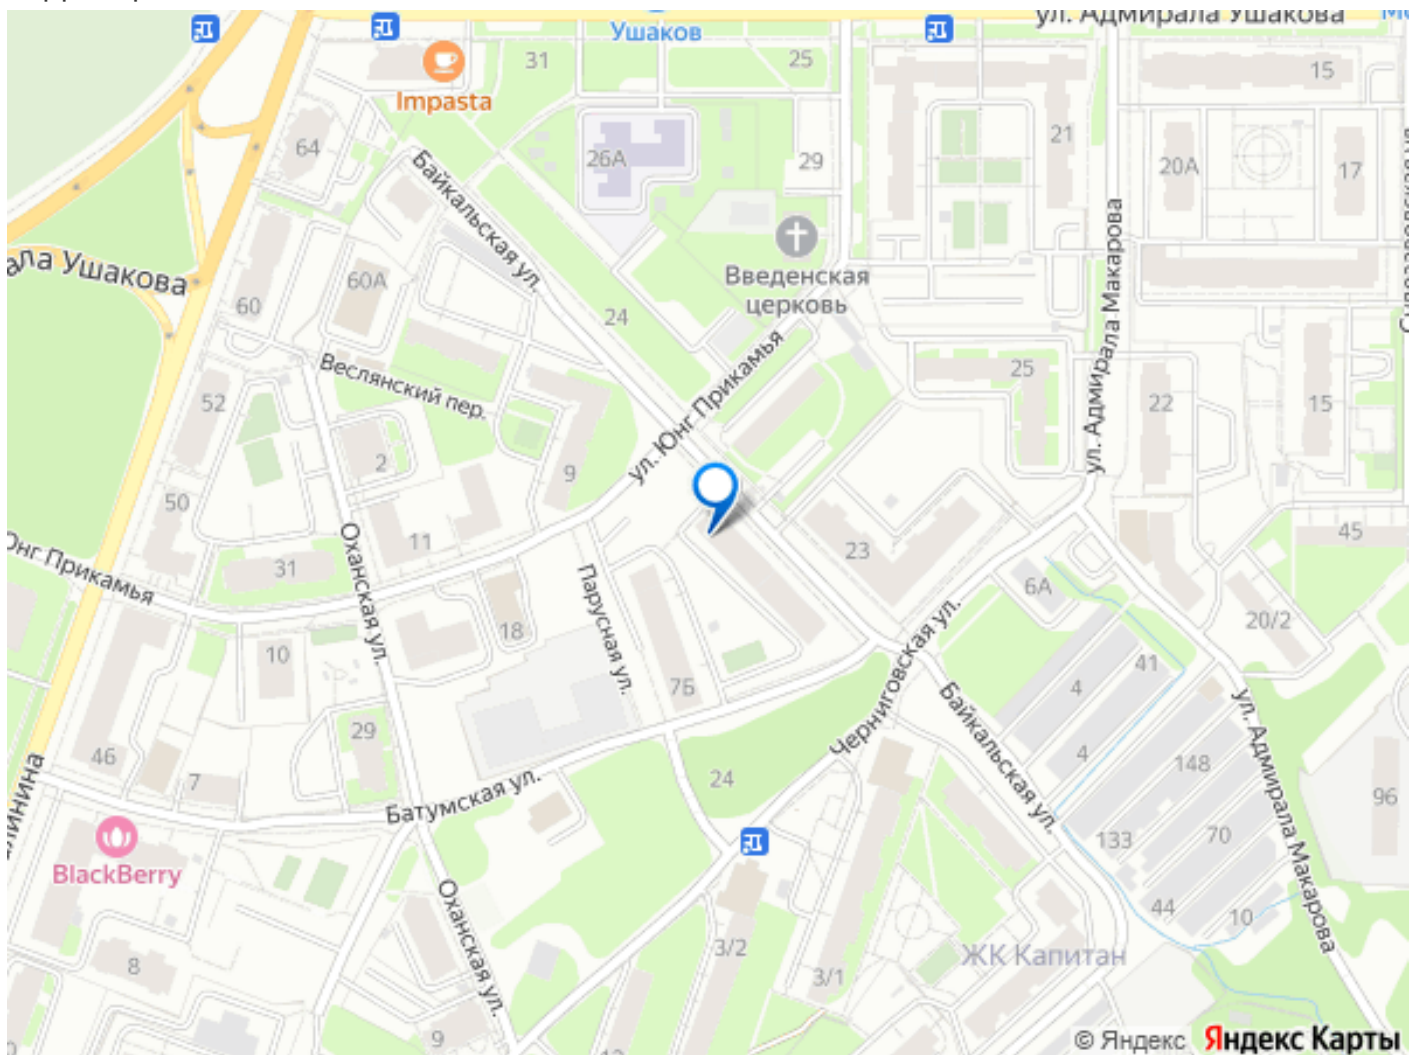 ул. Адмирала Ушакова
Ушаков
31
25
15
Impasta
64
26А
29
21
20А
17
Байкальская ул.
Введенская
церковь
ала Ушакова
60А
60
24
ул. Адмирала Макарова
Веслянский пер.
ул. Юнг Прикамья
25
52
22
15
2
9
50
11
31
23
45
Юнг Прикамья
Оханская ул.
Парусная ул.
6А
20/2
18
10
7Б
Черниговская ул.
41
4
Байкальская ул.
ул. Адмирала Макарова
29
46
7
24
4
148
96
Батумская ул.
133
70
BlackBerry
Оханская ул.
44
10
8
3/2
3/1
ЖК Капитан
9
© Яндекс Яндекс Карты